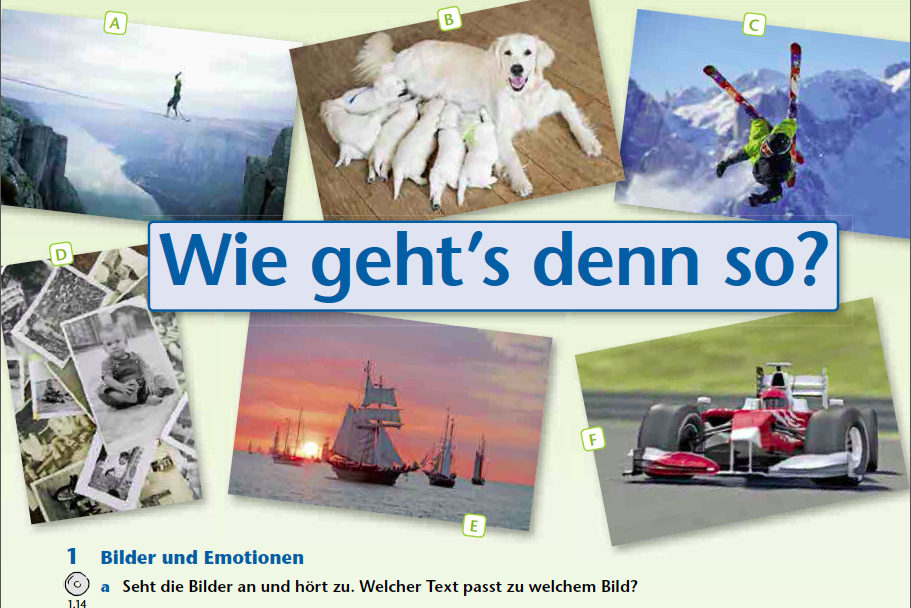 A
B
C
Wie geht's denn so?
D
E
F
1 Bilder und Emotionen
a Seht die Bilder an und hört zu. Welcher Text passt zu welchem Bild?
1.14